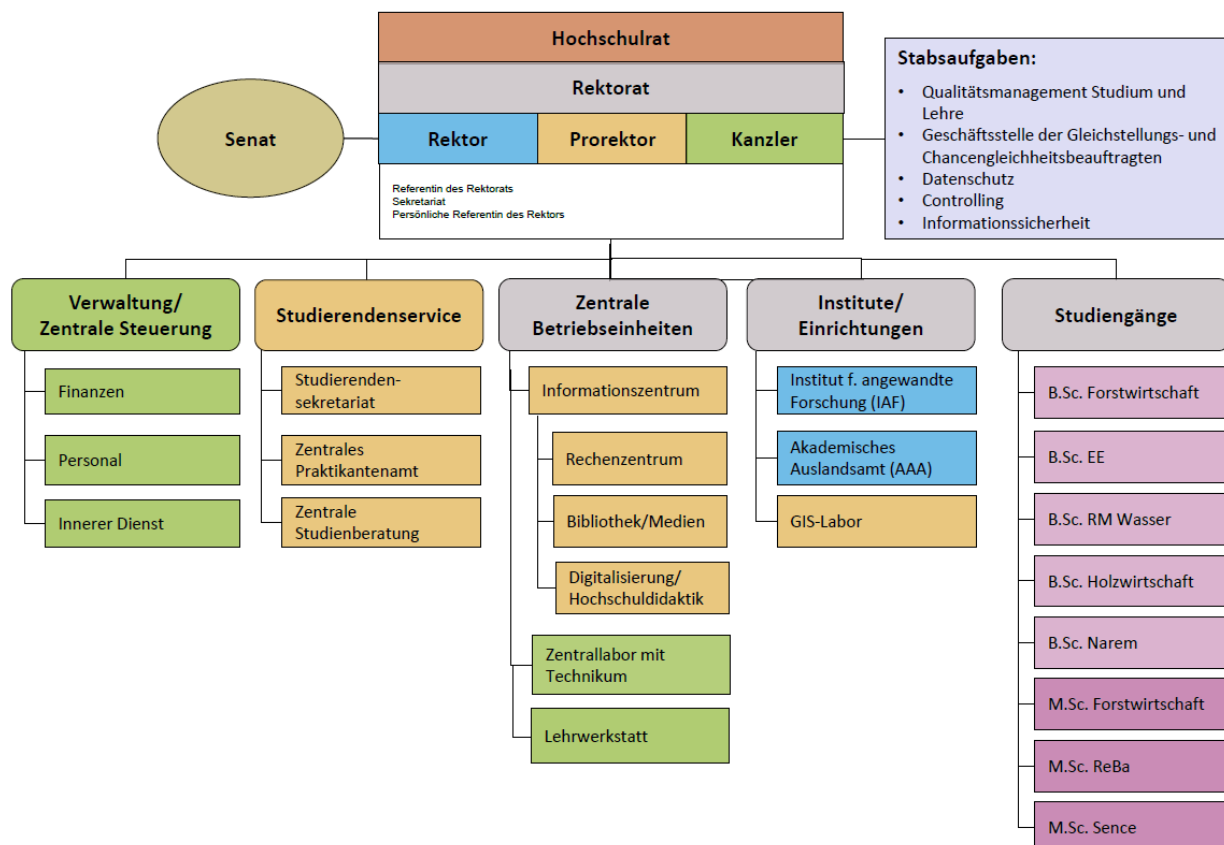 Hochschulrat
Rektorat
Senat
Rektor
Prorektor
Kanzler
Referentin des Rektorats
Sekretariat
Persönliche Referentin des Rektors
Stabsaufgaben:
• Qualitätsmanagement Studium und
Lehre
• Geschäftsstelle der Gleichstellungs- und
Chancengleichheitsbeauftragten
• Datenschutz
• Controlling
• Informationssicherheit
Verwaltung/
Zentrale Steuerung
Finanzen
Personal
Innerer Dienst
Studierendenservice
Studierenden-
sekretariat
Zentrales
Praktikantenamt
Zentrale
Studienberatung
Zentrale
Betriebseinheiten
Informationszentrum
Rechenzentrum
Bibliothek/Medien
Digitalisierung/
Hochschuldidaktik
Zentrallabor mit
Technikum
Lehrwerkstatt
Institute/
Einrichtungen
Institut f. angewandte
Forschung (IAF)
Akademisches
Auslandsamt (AAA)
GIS-Labor
Studiengänge
B.Sc. Forstwirtschaft
B.Sc. EE
B.Sc. RM Wasser
B.Sc. Holzwirtschaft
B.Sc. Narem
M.Sc. Forstwirtschaft
M.Sc. ReBa
M.Sc. Sence